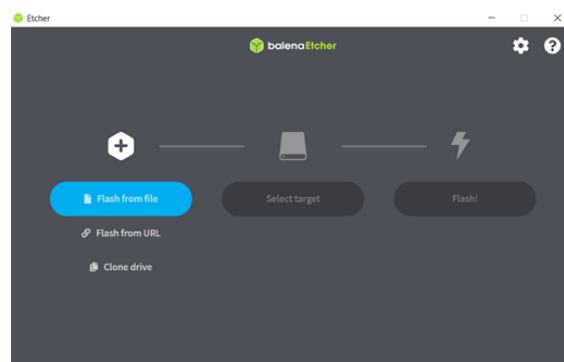 Etcher
balenaEtcher
Flash from file
Select target
Flash!
Flash from URL
Clone drive